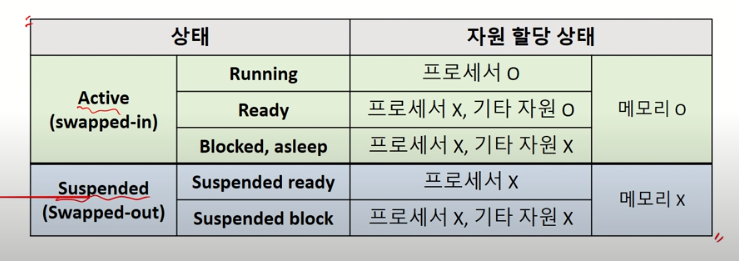 상태 자원 할당 상태
Active
(swapped-in)
Running 프로세서 O
Ready 프로세서 X, 기타 자원 O
Blocked, asleep 프로세서 X, 기타 자원 X
메모리 O
Suspended
(Swapped-out)
Suspended ready 프로세서 X
Suspended block 프로세서 X, 기타 자원 X
메모리 X